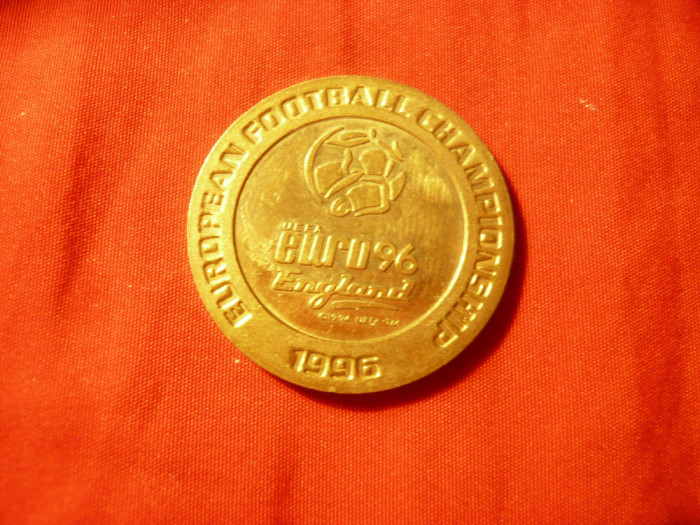 EUROPEAN FOOTBALL CHAMPIONSHIP
UEFA
euro 96
England
1996